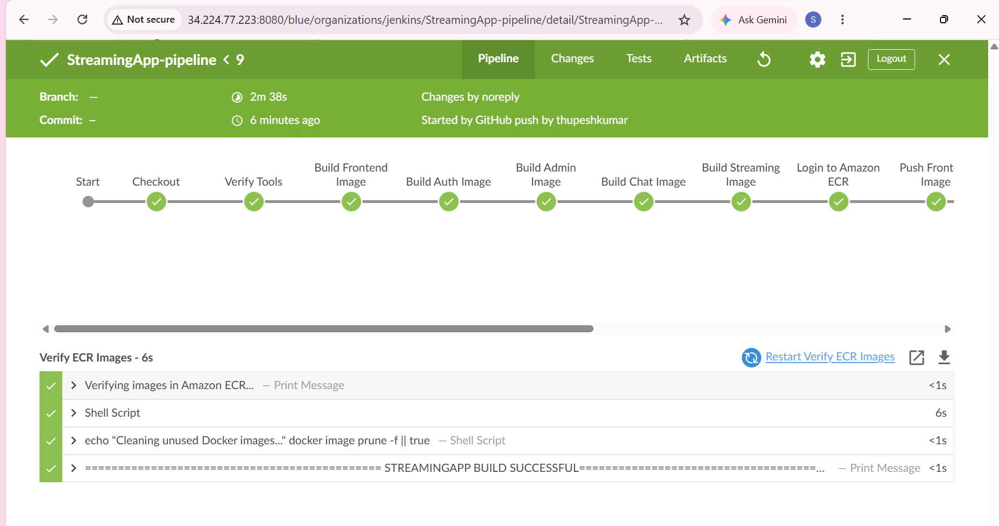 Not secure 34.224.77.223:8080/blue/organizations/jenkins/StreamingApp-pipeline/detail/StreamingApp-... Ask Gemini S
StreamingApp-pipeline < 9 Pipeline Changes Tests Artifacts Logout
Branch: — 2m 38s Changes by noreply
Commit: – 6 minutes ago Started by GitHub push by thupeshkumar
Start
Checkout
Verify Tools
Build Frontend
Image
Build Auth Image
Build Admin
Image
Build Chat Image
Build Streaming
Image
Login to Amazon
ECR
Push Front
Image
Verify ECR Images - 6s Restart Verify ECR Images
Verifying images in Amazon ECR... — Print Message <1s
Shell Script 6s
echo "Cleaning unused Docker images..." docker image prune -f || true — Shell Script <1s
============================================= STREAMINGAPP BUILD SUCCESSFUL====================================... — Print Message <1s